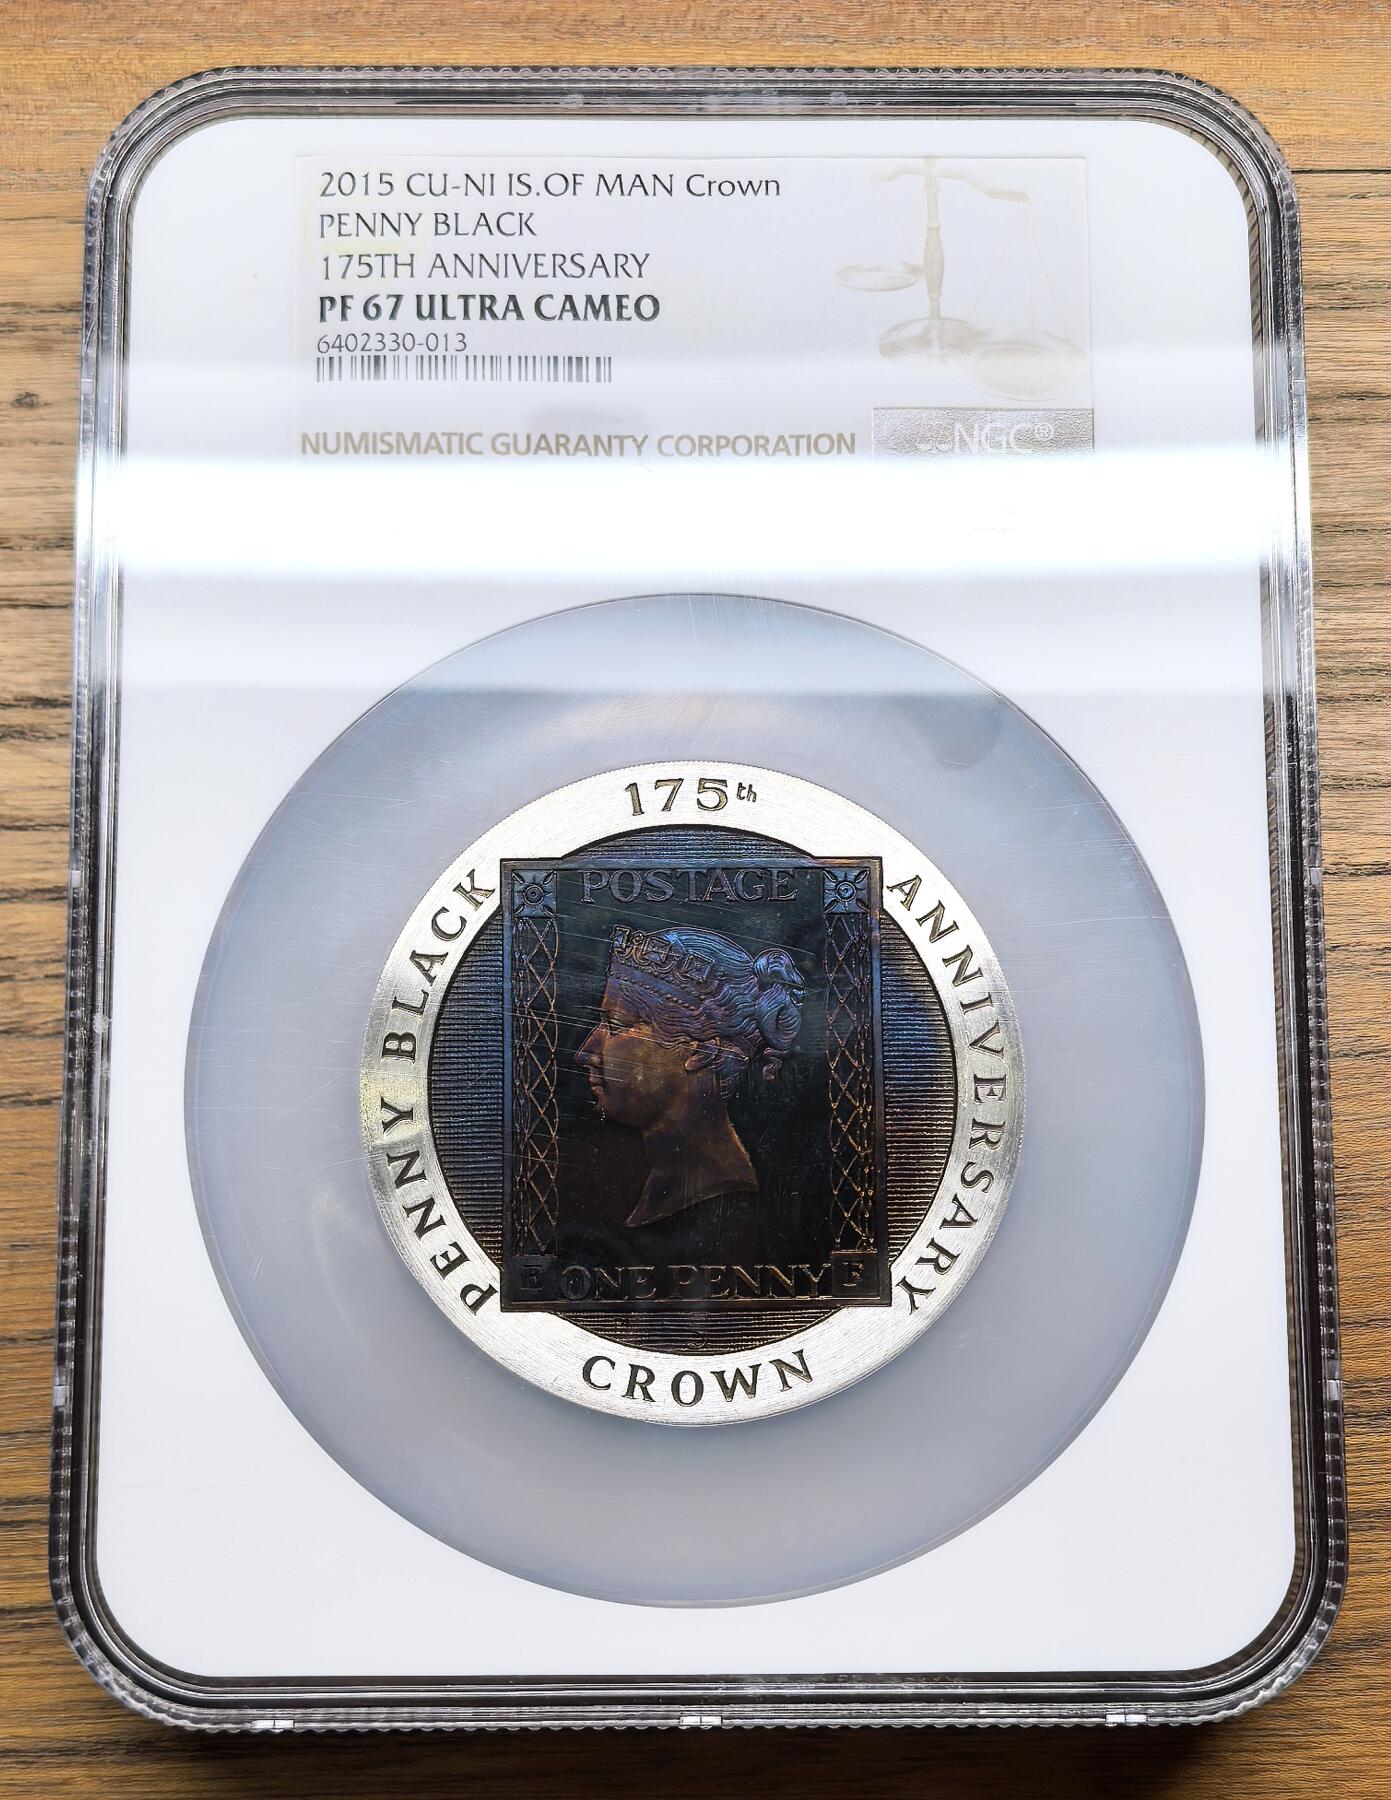 2015 CU-NI IS.OF MAN Crown
PENNY BLACK
175TH ANNIVERSARY
PF 67 ULTRA CAMEO
6402330-013
NUMISMATIC GUARANTY CORPORATION
NGC®
175th
PENNY BLACK
ANNIVERSARY
CROWN
POSTAGE
E ONE PENNY F